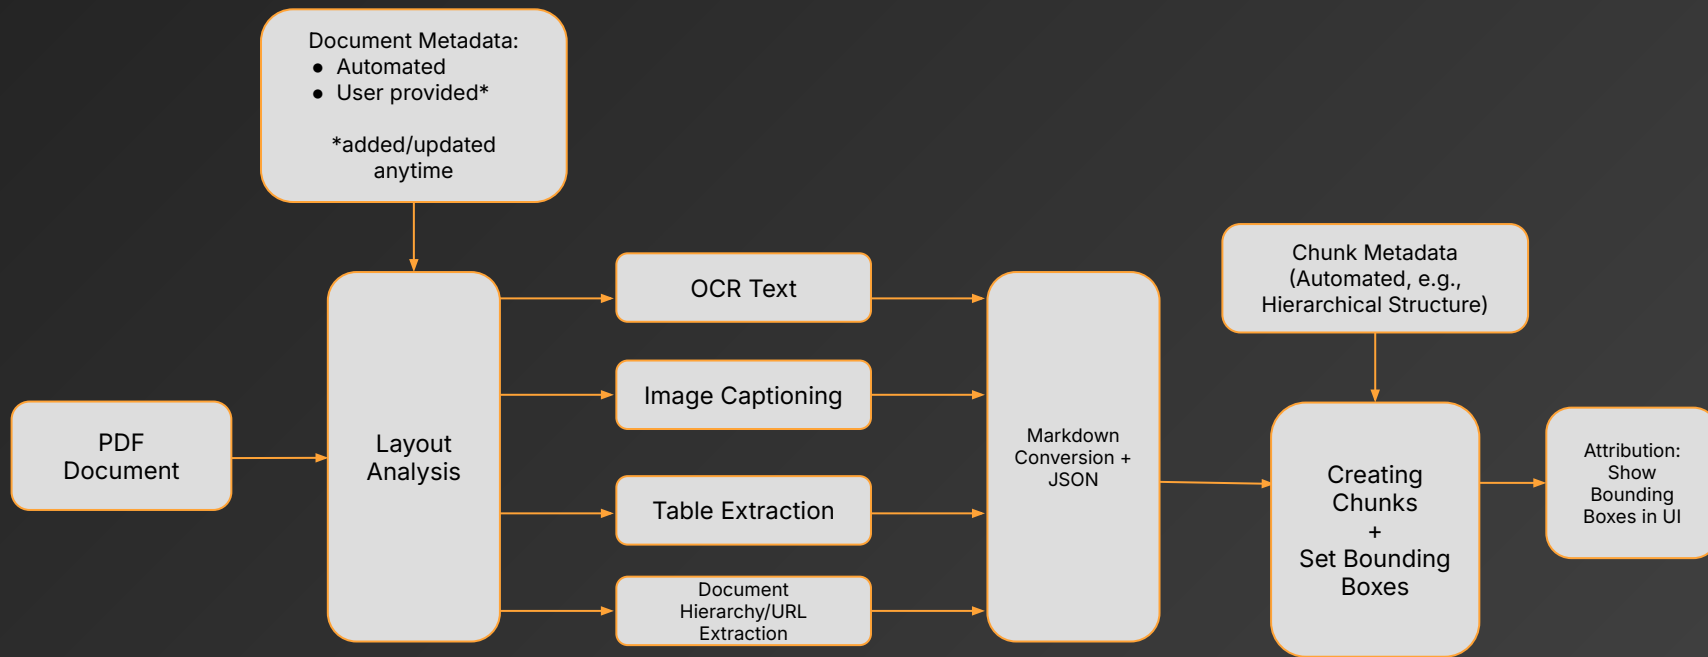 Document Metadata:
● Automated
● User provided*
*added/updated
anytime
PDF
Document
Layout
Analysis
OCR Text
Image Captioning
Table Extraction
Document
Hierarchy/URL
Extraction
Markdown
Conversion +
JSON
Chunk Metadata
(Automated, e.g.,
Hierarchical Structure)
Creating
Chunks
+
Set Bounding
Boxes
Attribution:
Show
Bounding
Boxes in UI